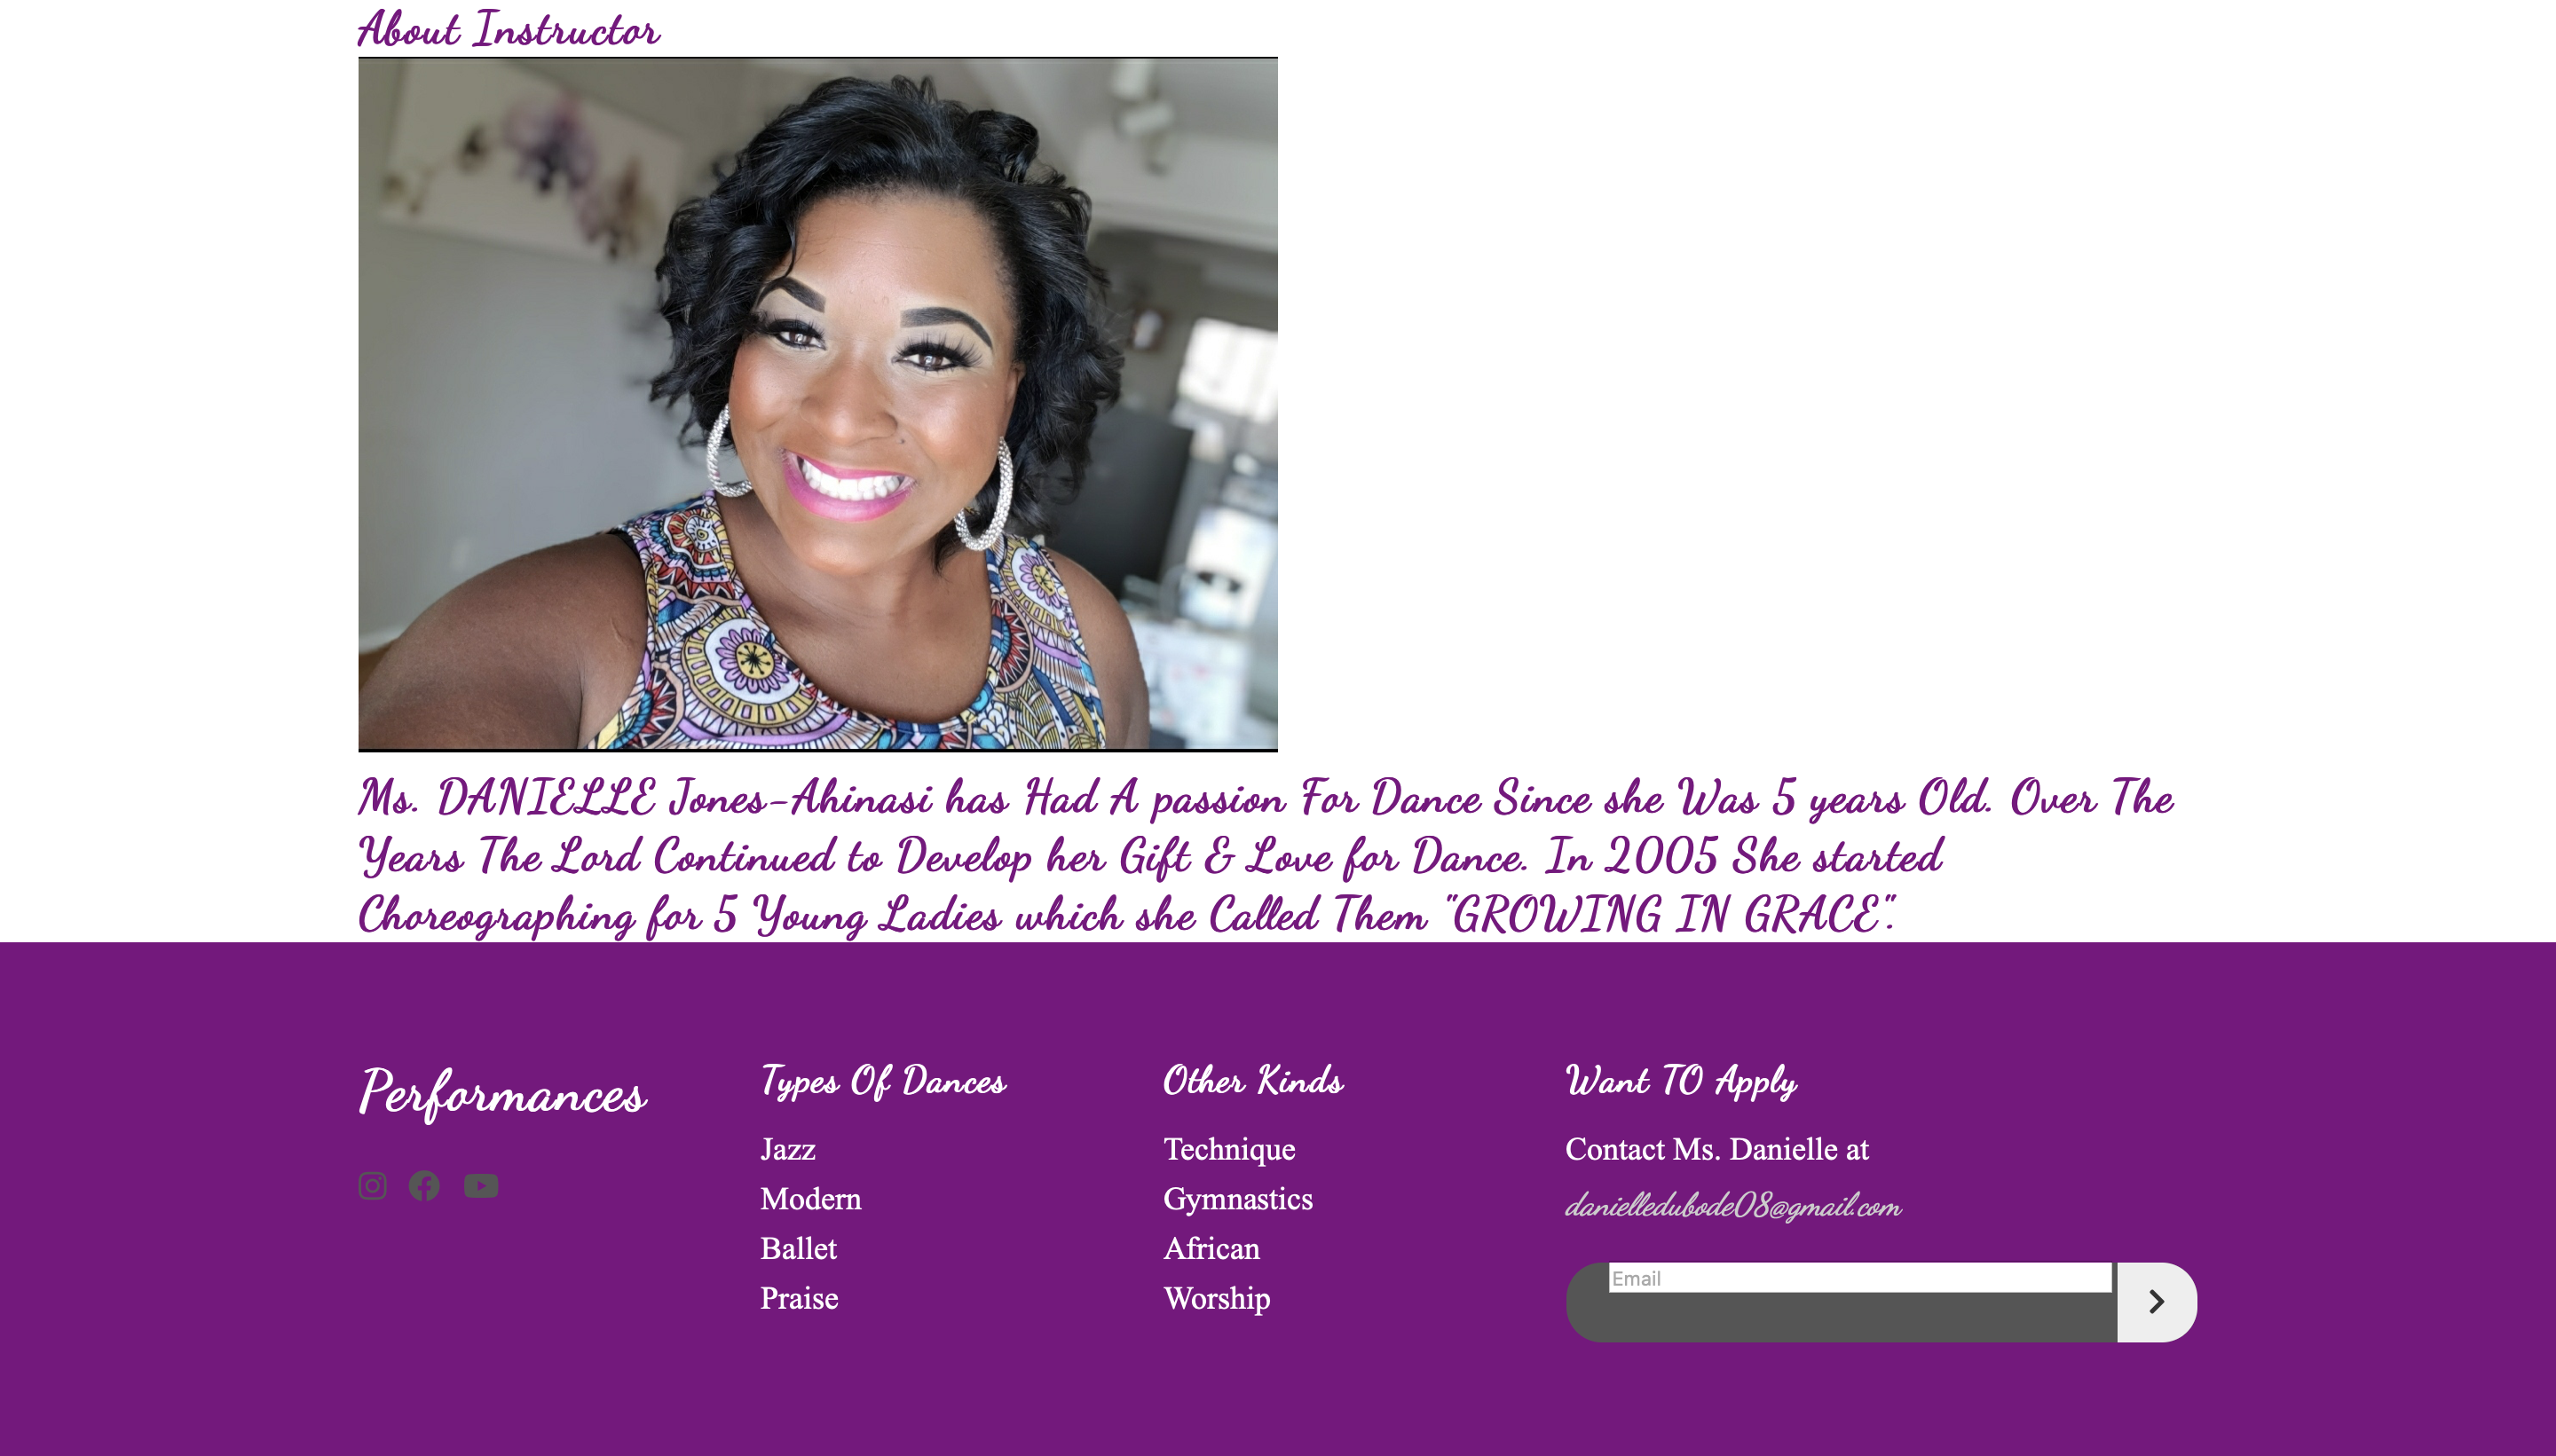 About Instructor
Ms. DANIELLE Jones-Ahinasi has Had A passion For Dance Since she Was 5 years Old. Over The
Years The Lord Continued to Develop her Gift & Love for Dance. In 2005 She started
Choreographing for 5 Young Ladies which she Called Them "GROWING IN GRACE".
Performances
Types Of Dances
Jazz
Modern
Ballet
Praise
Other Kinds
Technique
Gymnastics
African
Worship
Want TO Apply
Contact Ms. Danielle at
danielledubode08@gmail.com
Email